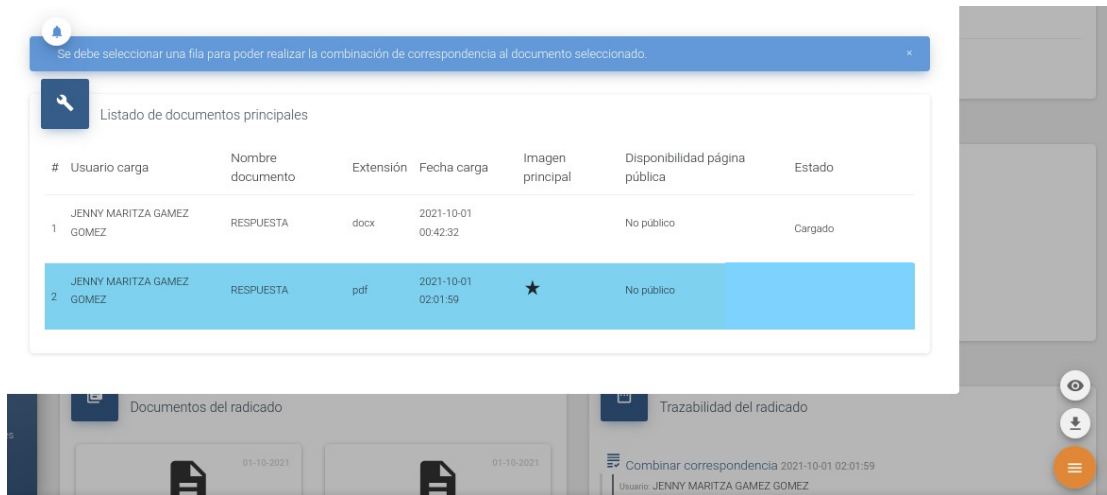 Se debe seleccionar una fila para poder realizar la combinación de correspondencia al documento seleccionado. ×
Listado de documentos principales
# Usuario carga Nombre documento Extensión Fecha carga Imagen principal Disponibilidad página pública Estado
1 JENNY MARITZA GAMEZ GOMEZ RESPUESTA docx 2021-10-01 00:42:32 No público Cargado
2 JENNY MARITZA GAMEZ GOMEZ RESPUESTA pdf 2021-10-01 02:01:59 ★ No público
Documentos del radicado
01-10-2021
01-10-2021
Trazabilidad del radicado
Combinar correspondencia 2021-10-01 02:01:59
Usuario: JENNY MARITZA GAMEZ GOMEZ